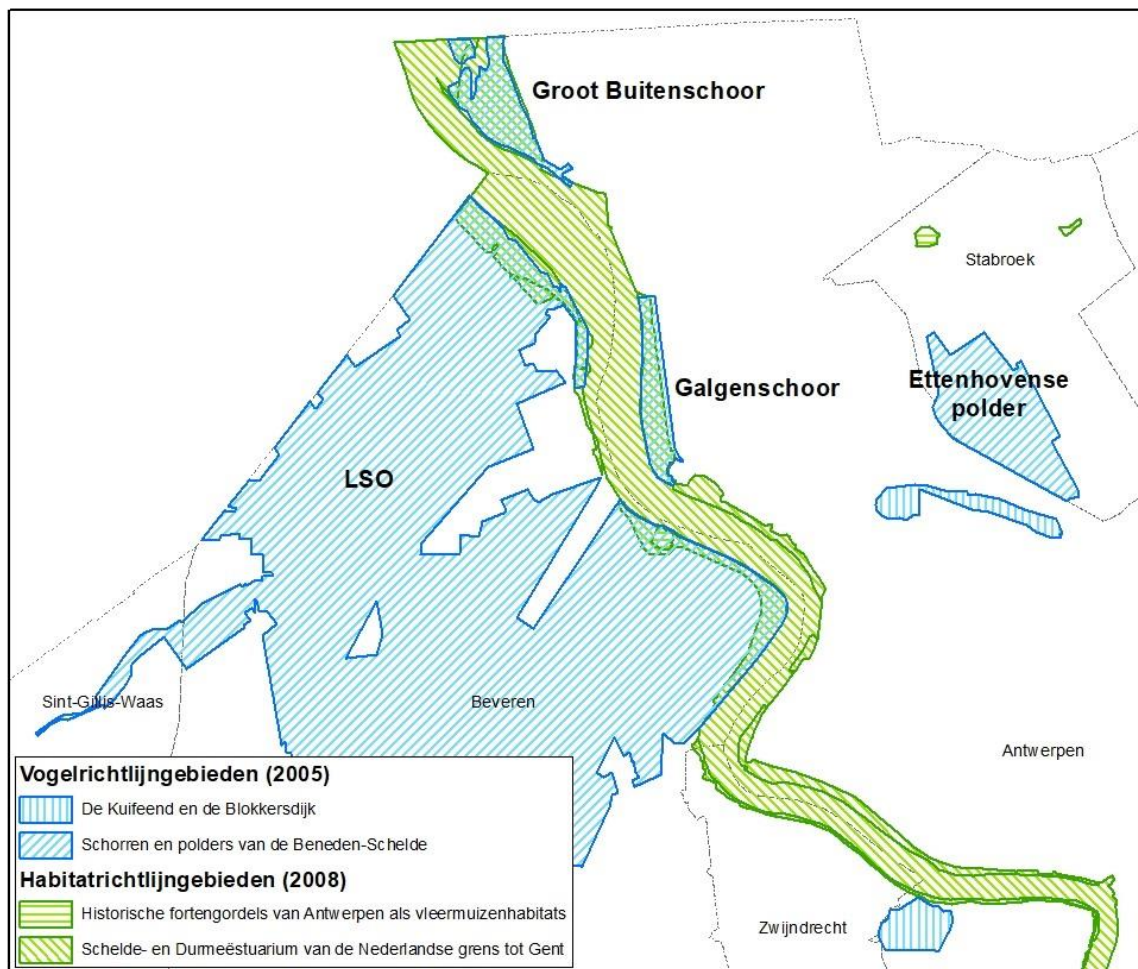 Groot Buitenschoor
Stabroek
Galgenschoor
Ettenhovense
polder
LSO
Sint-Gillis-Waas
Beveren
Antwerpen
Vogelrichtlijngebieden (2005)
De Kuifeend en de Blokkersdijk
Schorren en polders van de Beneden-Schelde
Habitatrichtlijngebieden (2008)
Historische fortengordels van Antwerpen als vleermuizenhabitats
Schelde- en Durmeëstuarium van de Nederlandse grens tot Gent
Zwijndrecht